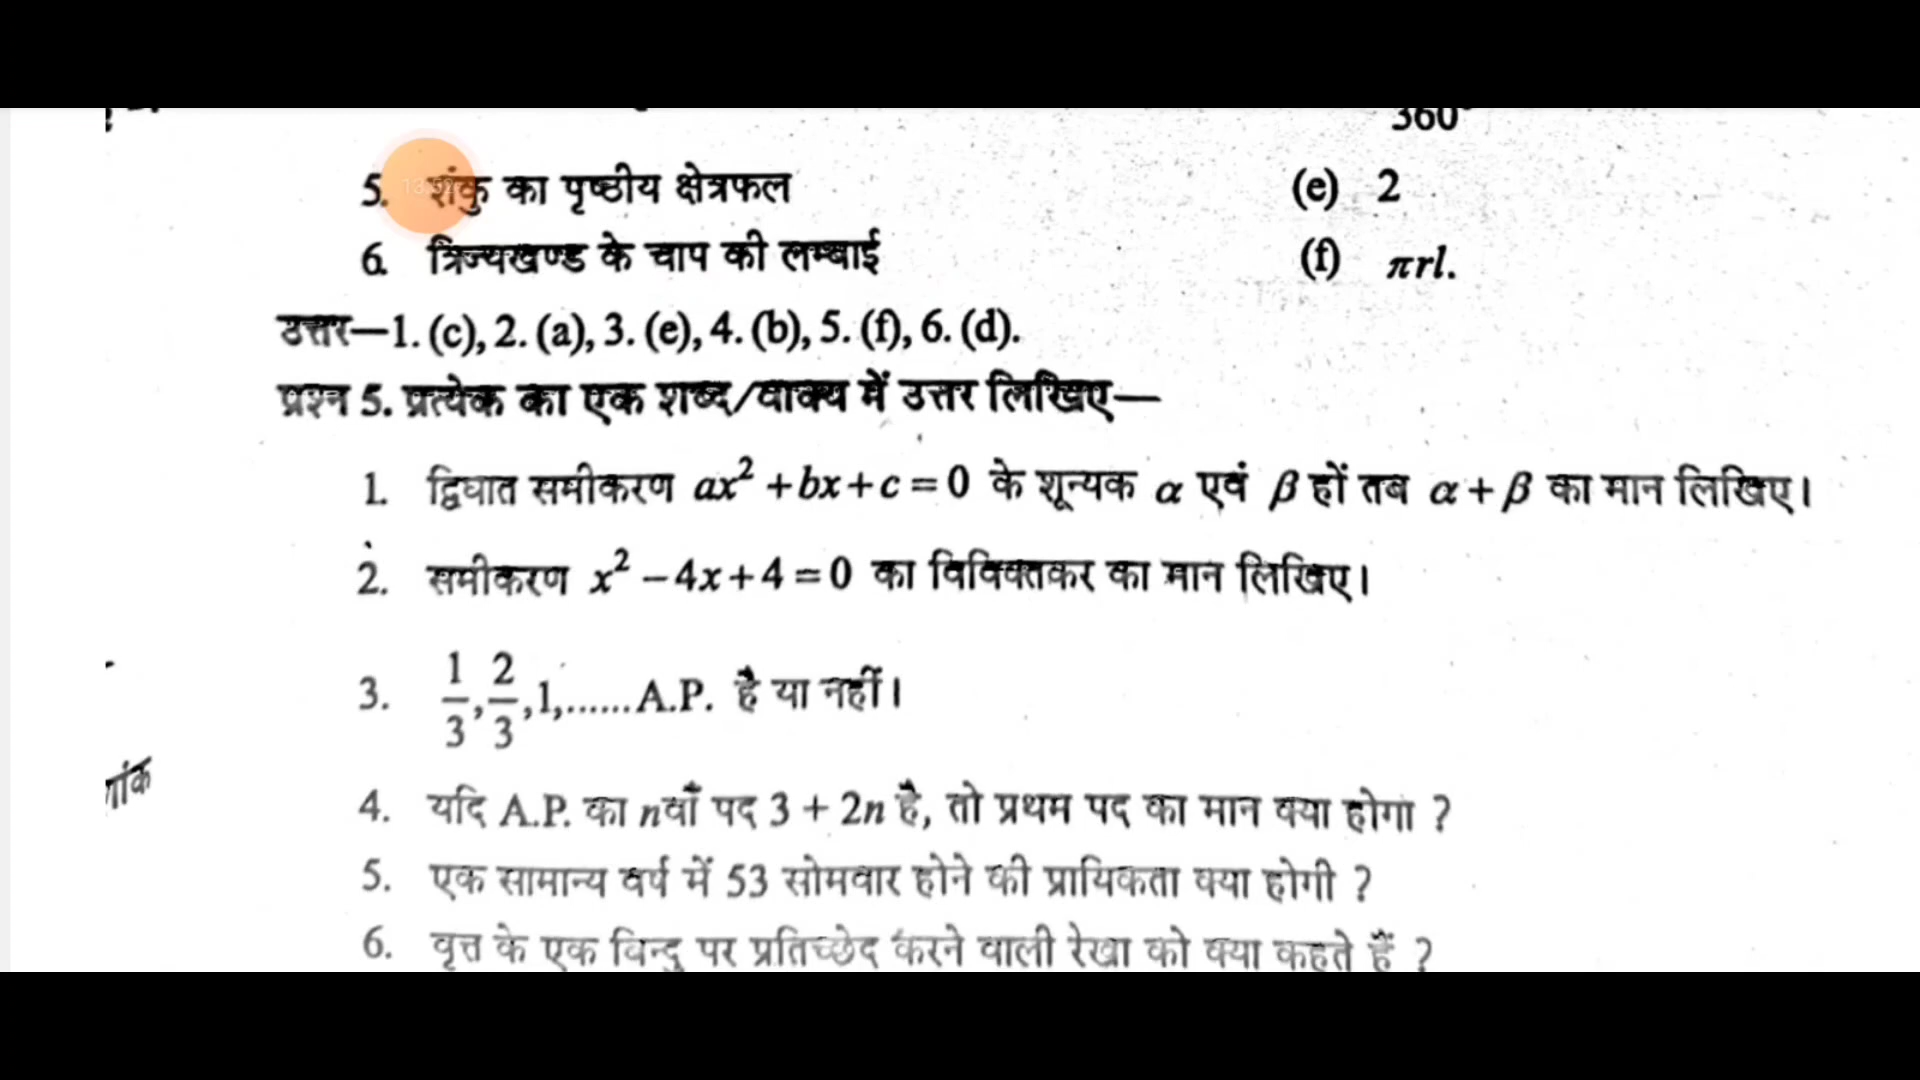 360°
5. शंकु का पृष्ठीय क्षेत्रफल (e) 2
6. त्रिज्यखण्ड के चाप की लम्बाई (f) πrl.
उत्तर—1. (c), 2. (a), 3. (e), 4. (b), 5. (f), 6. (d).
प्रश्न 5. प्रत्येक का एक शब्द/वाक्य में उत्तर लिखिए—
1. द्विघात समीकरण ax² + bx + c = 0 के शून्यक α एवं β हों तब α + β का मान लिखिए।
2. समीकरण x² – 4x + 4 = 0 का विविक्तकर का मान लिखिए।
3. 1/3, 2/3, 1,...... A.P. है या नहीं।
4. यदि A.P. का nवाँ पद 3 + 2n है, तो प्रथम पद का मान क्या होगा ?
5. एक सामान्य वर्ष में 53 सोमवार होने की प्रायिकता क्या होगी ?
6. वृत्त के एक बिन्दु पर प्रतिच्छेद करने वाली रेखा को क्या कहते हैं ?